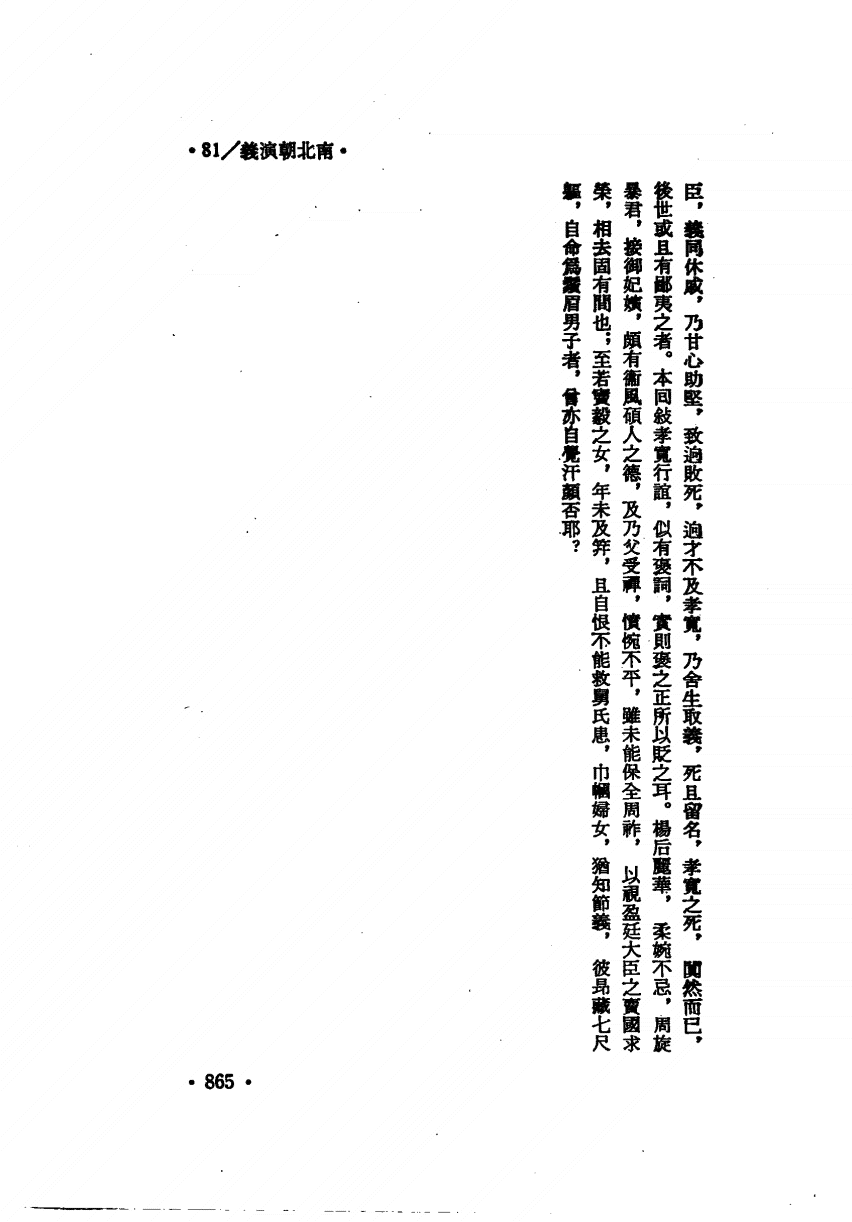 •81／義演朝北南•
臣，義同休戚，乃甘心助堅，致逈敗死，逈才不及孝寬，乃舍生取義，死且留名，孝寬之死，闃然而已，
後世或且有鄙夷之者。本回敍孝寬行誼，似有褒詞，實則褒之正所以貶之耳。楊后麗華，柔婉不忌，周旋
暴君，接御妃嬪，頗有衞風碩人之德，及乃父受禪，憤惋不平，雖未能保全周祚，以視盈廷大臣之賣國求
榮，相去固有間也；至若竇毅之女，年未及笄，且自恨不能救舅氏患，巾幗婦女，猶知節義，彼昂藏七尺
軀，自命爲鬚眉男子者，曾亦自覺汗顏否耶？
•865•